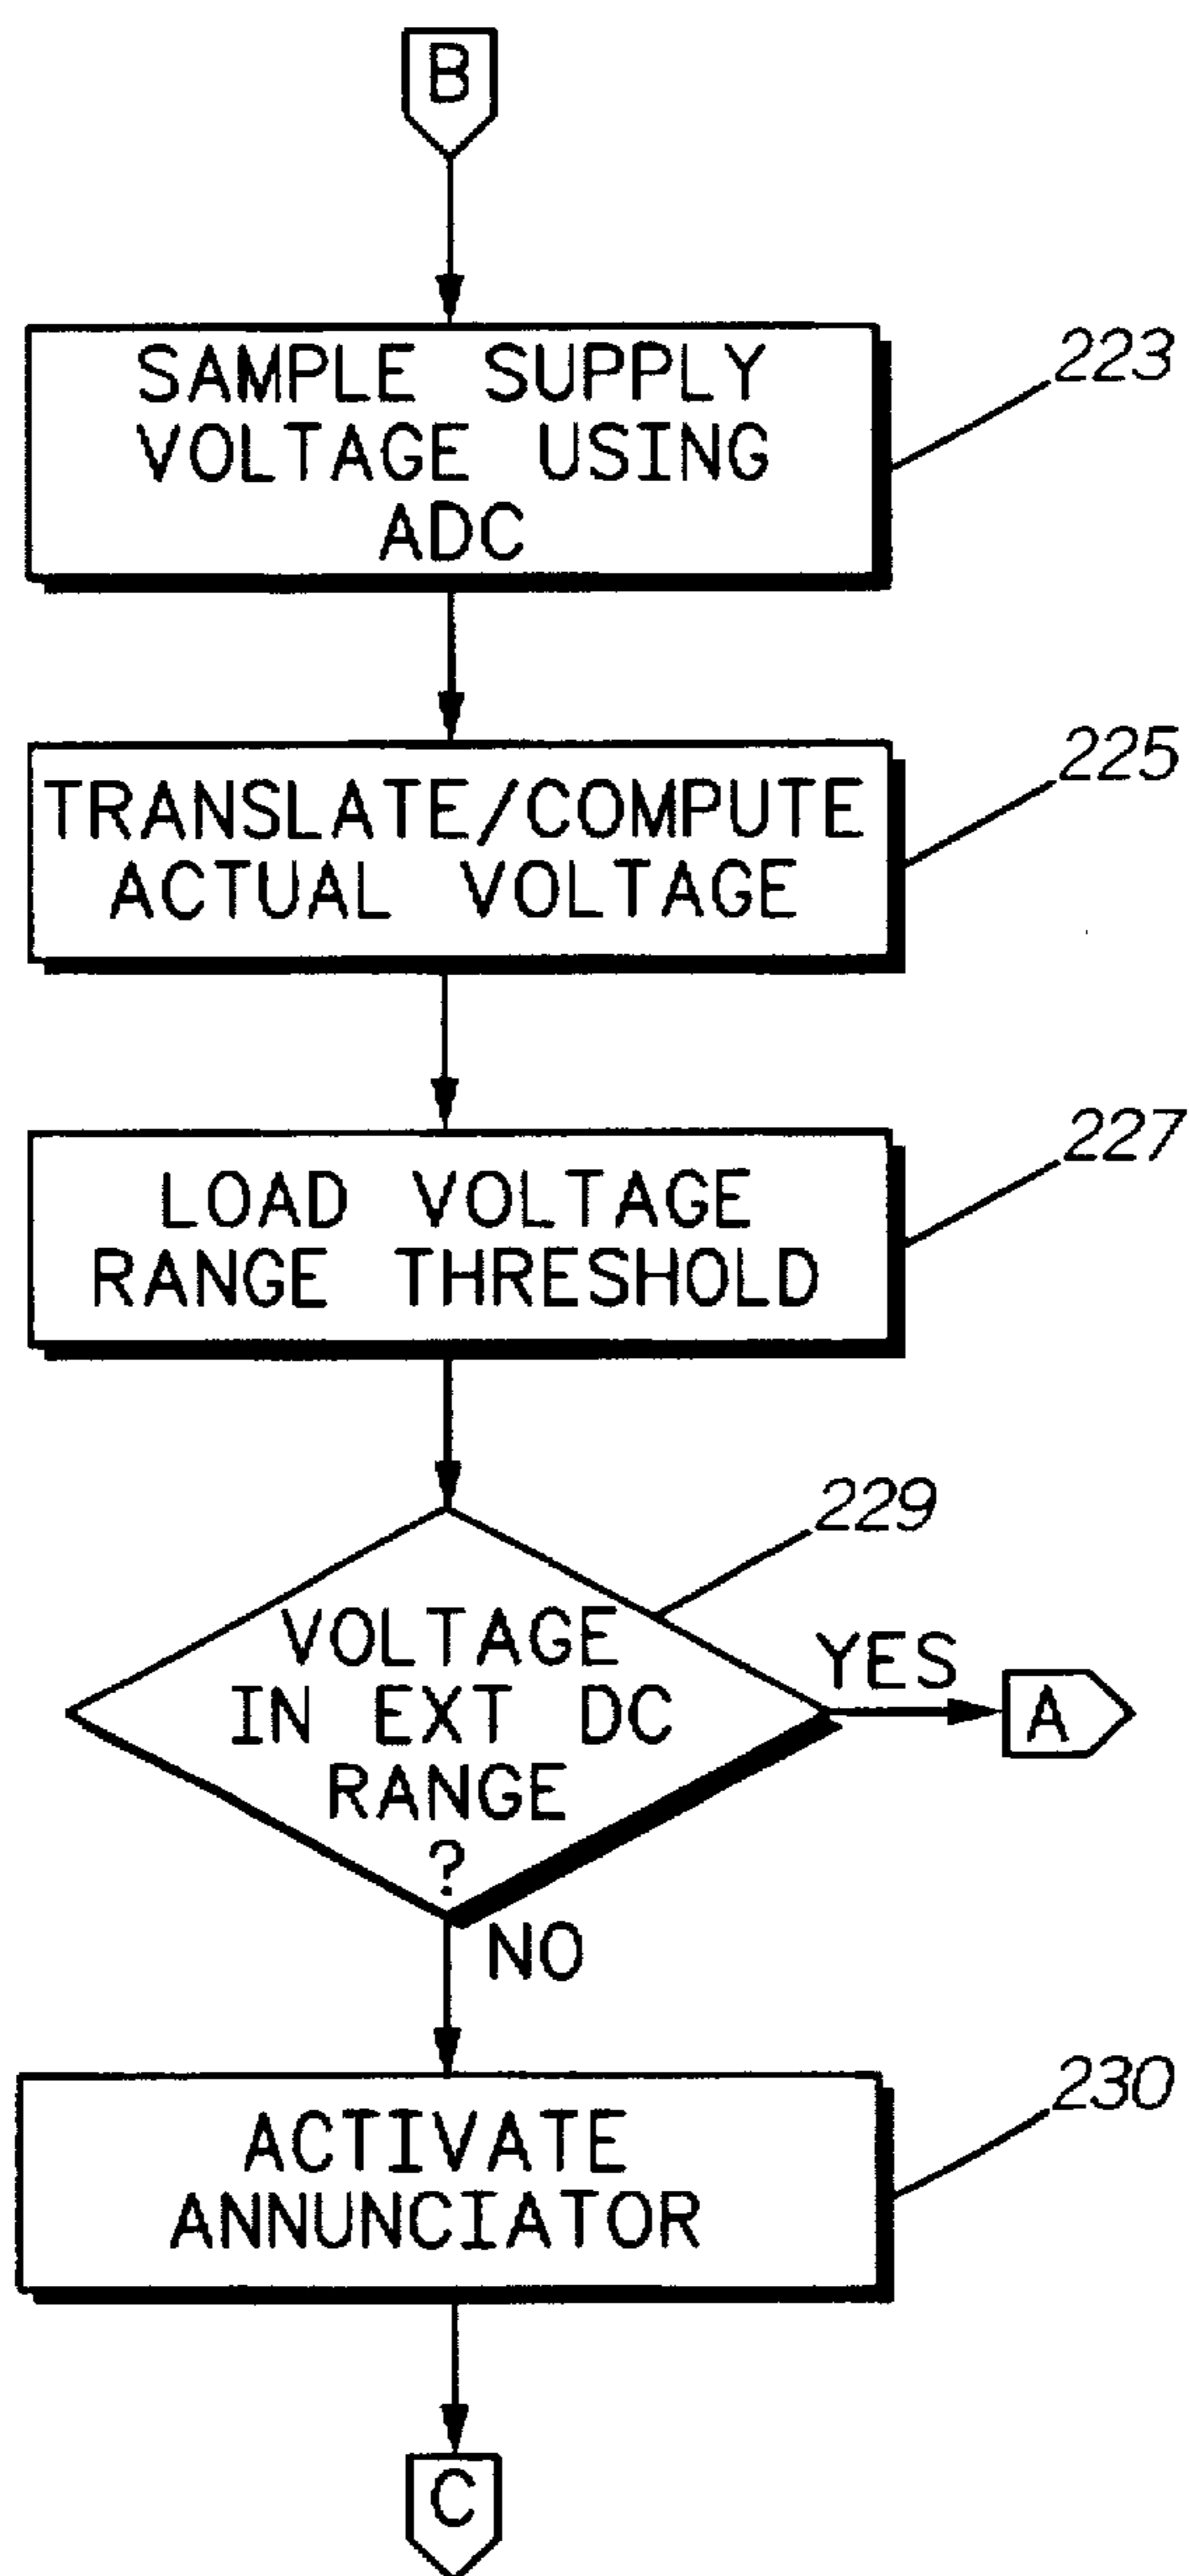 B
SAMPLE SUPPLY
VOLTAGE USING
ADC
223
TRANSLATE/COMPUTE
ACTUAL VOLTAGE
225
LOAD VOLTAGE
RANGE THRESHOLD
227
229
VOLTAGE
IN EXT DC
RANGE
?
YES
A
NO
ACTIVATE
ANNUNCIATOR
230
C